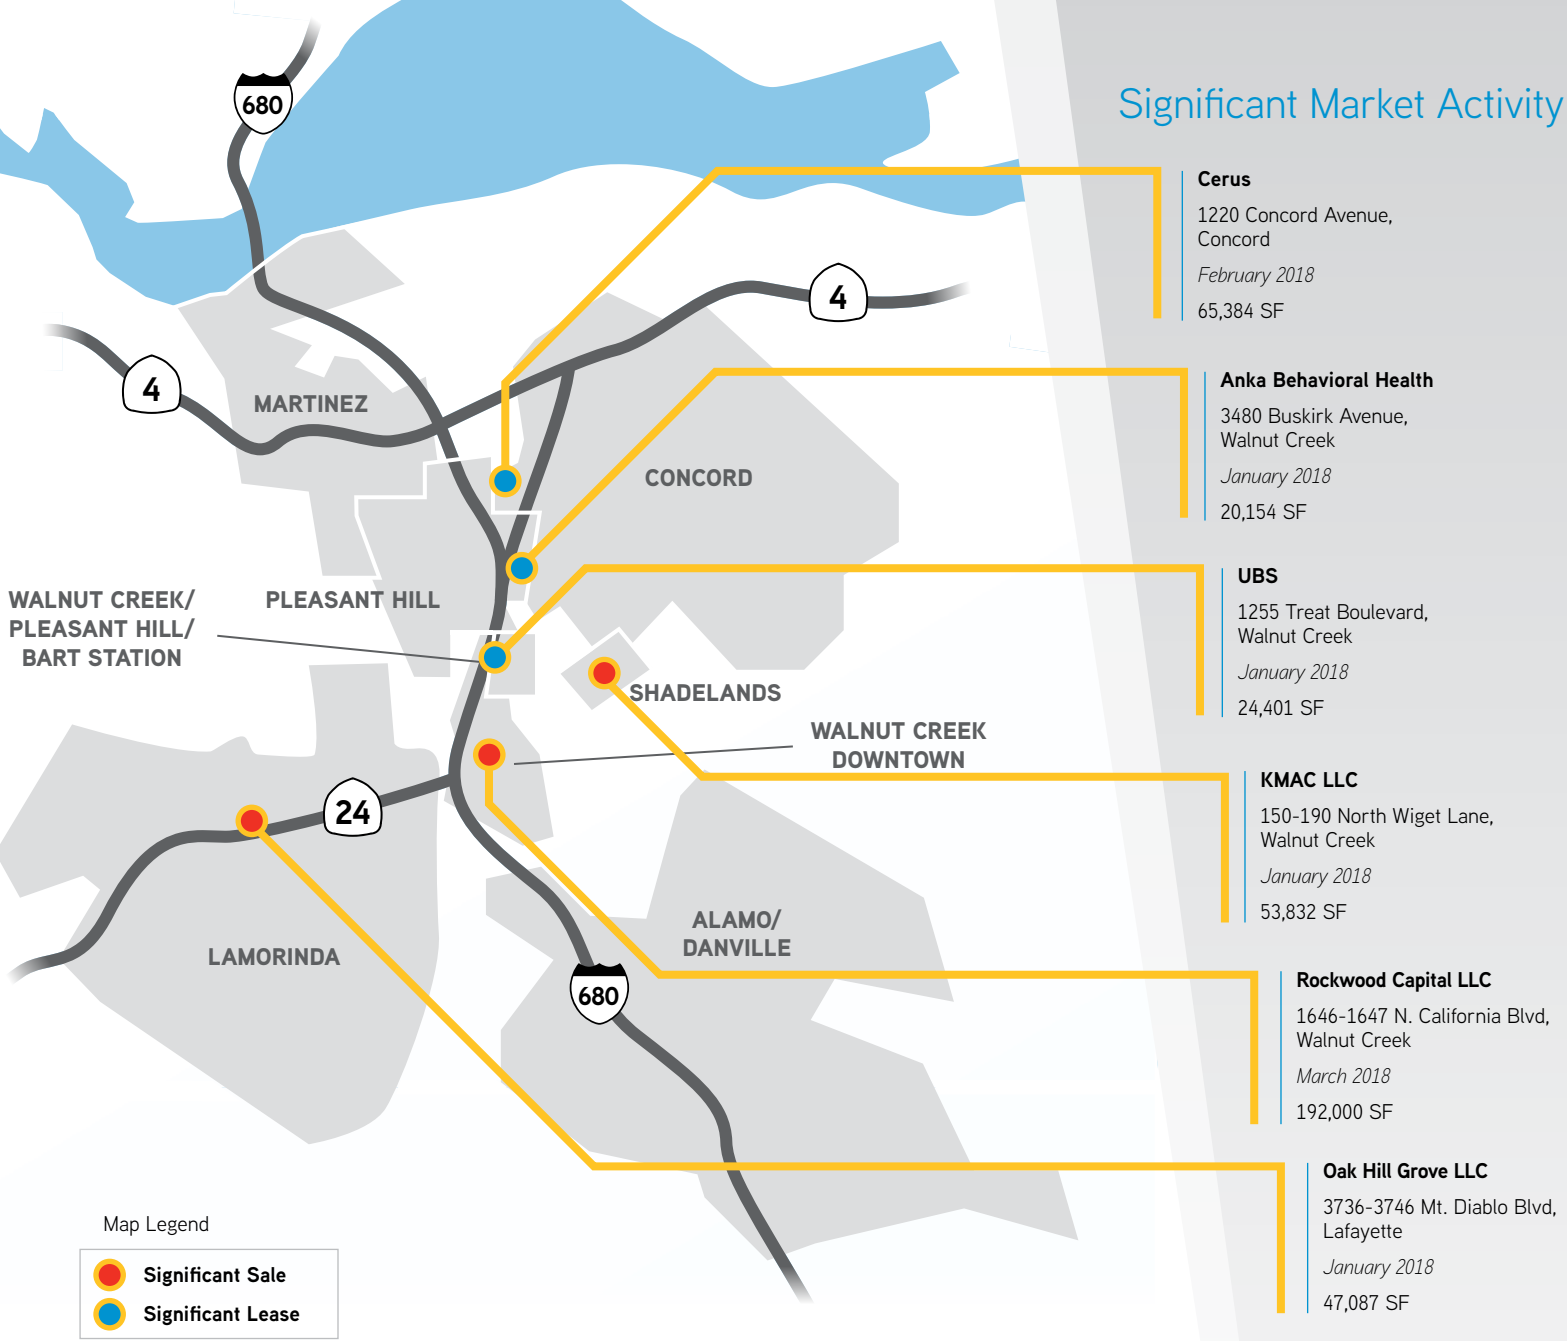 Significant Market Activity
680
Cerus
1220 Concord Avenue,
Concord
February 2018
65,384 SF
4
4
MARTINEZ
CONCORD
Anka Behavioral Health
3480 Buskirk Avenue,
Walnut Creek
January 2018
20,154 SF
WALNUT CREEK/
PLEASANT HILL/
BART STATION
PLEASANT HILL
UBS
1255 Treat Boulevard,
Walnut Creek
January 2018
24,401 SF
SHADELANDS
WALNUT CREEK
DOWNTOWN
24
KMAC LLC
150-190 North Wiget Lane,
Walnut Creek
January 2018
53,832 SF
LAMORINDA
ALAMO/
DANVILLE
680
Rockwood Capital LLC
1646-1647 N. California Blvd,
Walnut Creek
March 2018
192,000 SF
Oak Hill Grove LLC
3736-3746 Mt. Diablo Blvd,
Lafayette
January 2018
47,087 SF
Map Legend
Significant Sale
Significant Lease